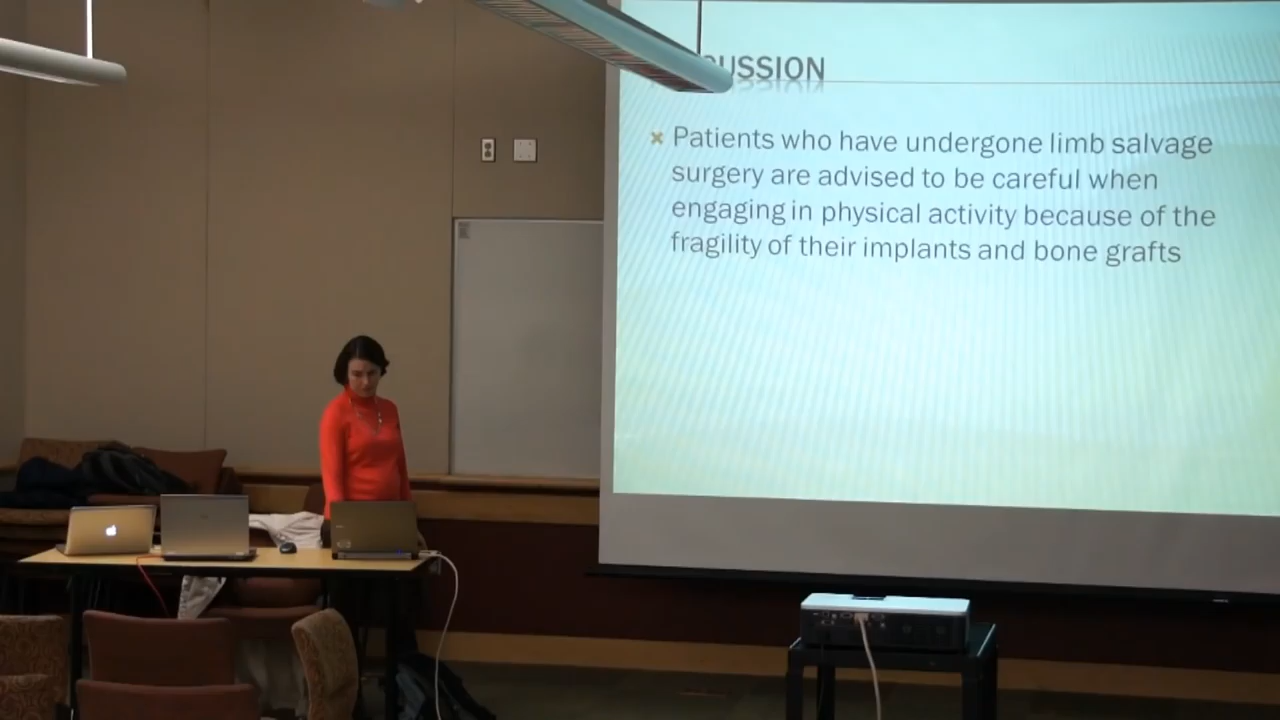 USSION
Patients who have undergone limb salvage
surgery are advised to be careful when
engaging in physical activity because of the
fragility of their implants and bone grafts